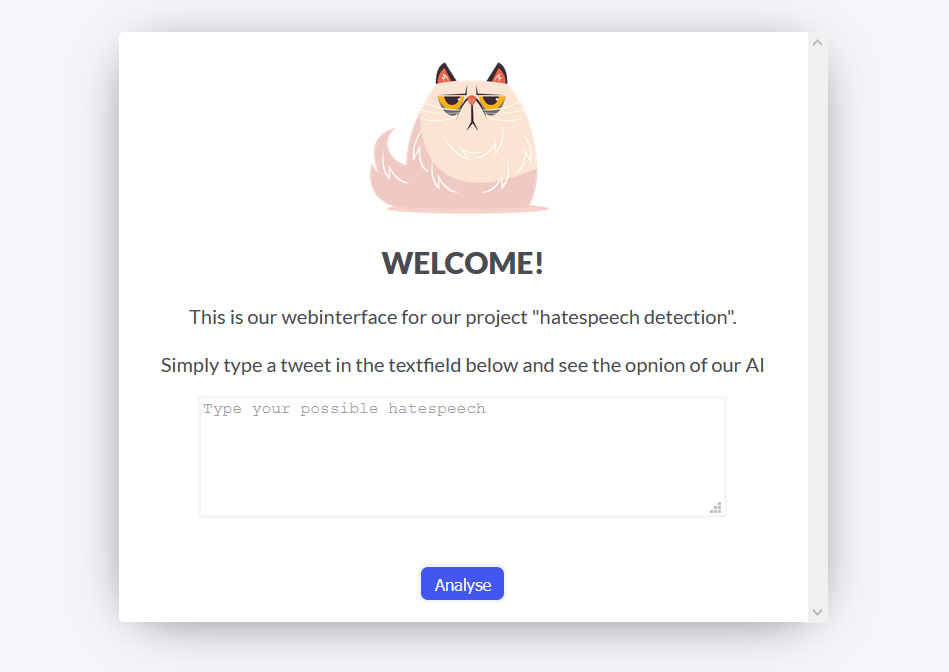 WELCOME!
This is our webinterface for our project "hatespeech detection".
Simply type a tweet in the textfield below and see the opnion of our AI
Type your possible hatespeech
Analyse